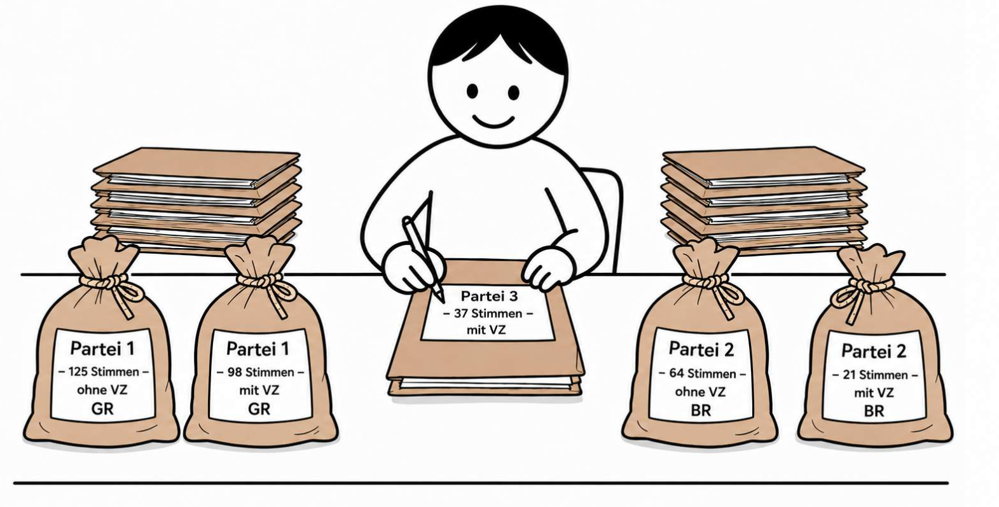 Partei 3
– 37 Stimmen –
mit VZ
Partei 1
– 125 Stimmen –
ohne VZ
GR
Partei 1
– 98 Stimmen –
mit VZ
GR
Partei 2
– 64 Stimmen –
ohne VZ
BR
Partei 2
– 21 Stimmen –
mit VZ
BR